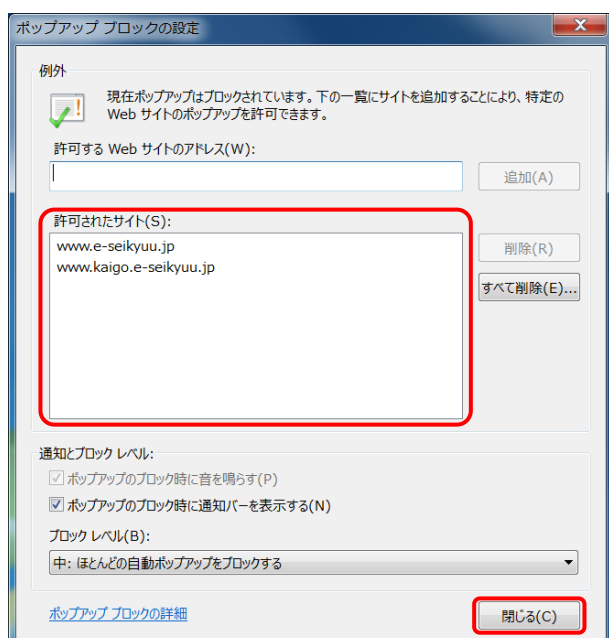 ポップアップ ブロックの設定
例外
現在ポップアップはブロックされています。下の一覧にサイトを追加することにより、特定の
Web サイトのポップアップを許可できます。
許可する Web サイトのアドレス(W):
追加(A)
許可されたサイト(S):
www.e-seikyuu.jp
www.kaigo.e-seikyuu.jp
削除(R)
すべて削除(E)...
通知とブロック レベル:
ポップアップのブロック時に音を鳴らす(P)
ポップアップのブロック時に通知バーを表示する(N)
ブロック レベル(B):
中: ほとんどの自動ポップアップをブロックする
ポップアップ ブロックの詳細
閉じる(C)